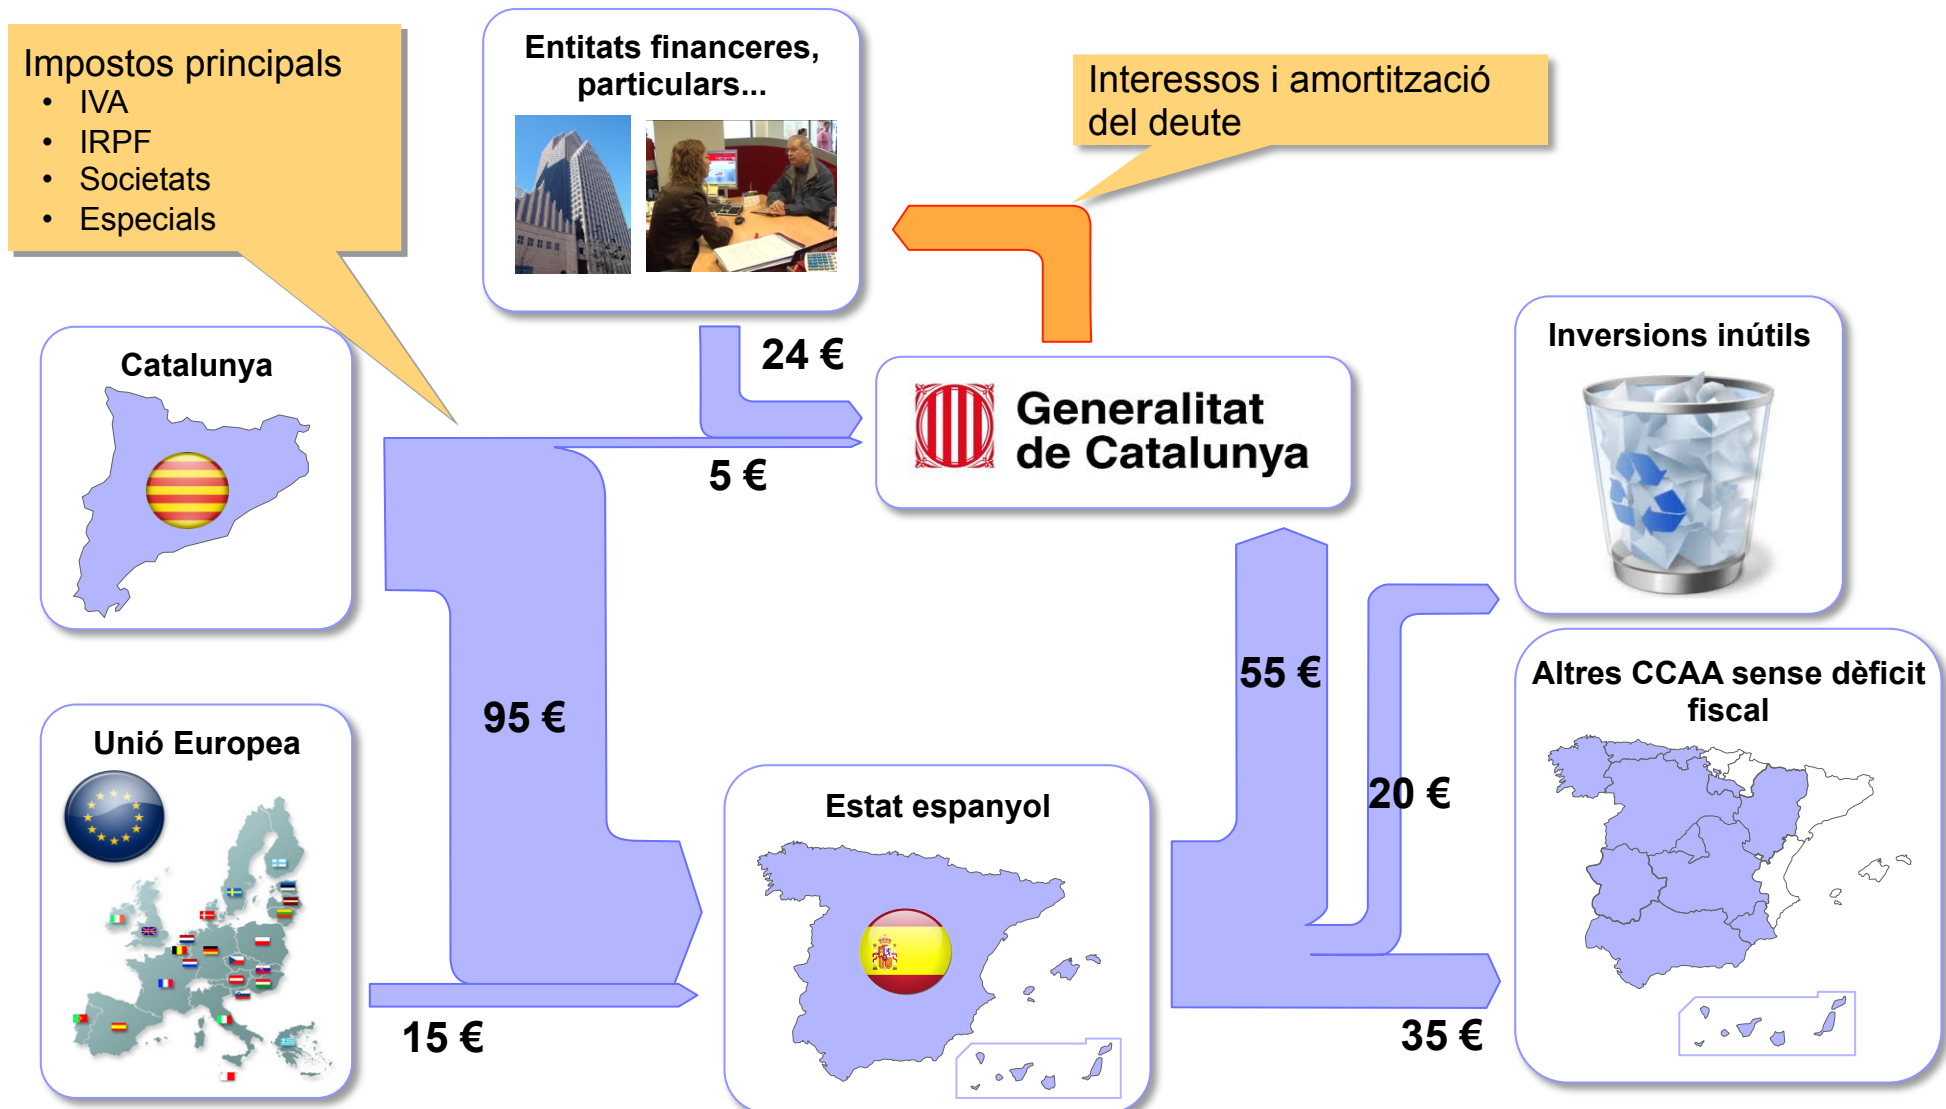 Impostos principals
• IVA
• IRPF
• Societats
• Especials
Entitats financeres,
particulars...
Interessos i amortització
del deute
Catalunya
24 €
5 €
Generalitat
de Catalunya
Inversions inútils
95 €
55 €
20 €
Altres CCAA sense dèficit
fiscal
Unió Europea
15 €
Estat espanyol
35 €